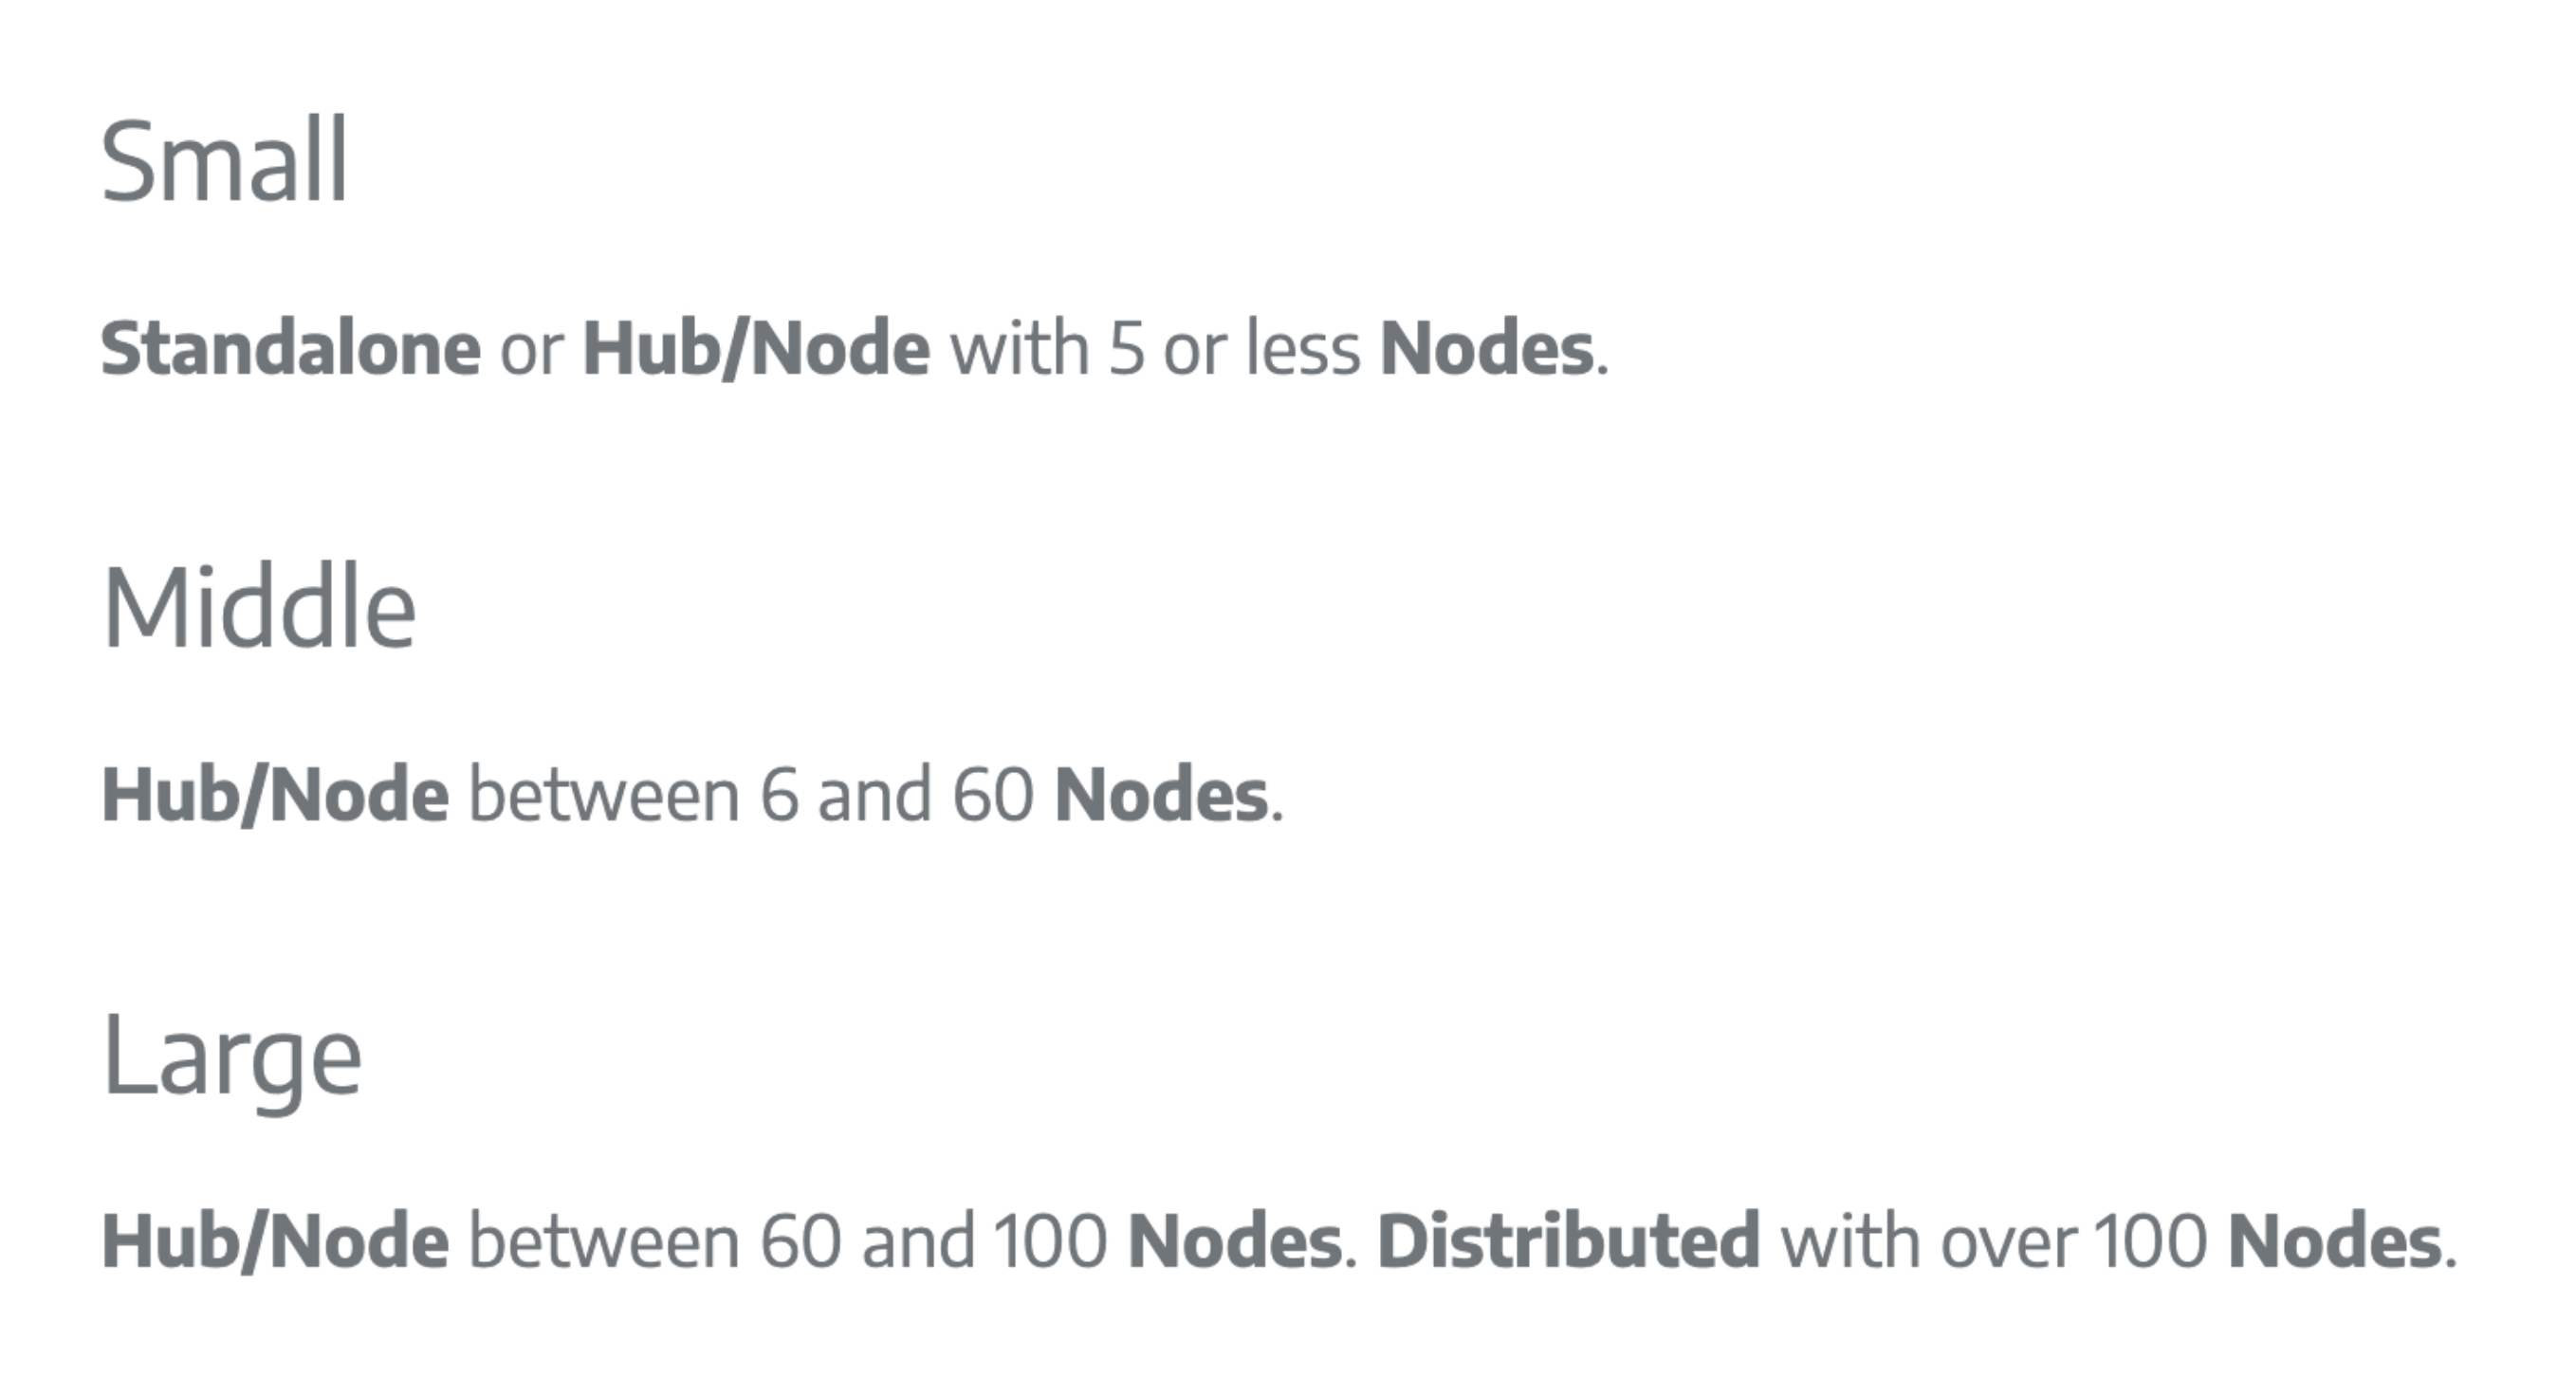 Small
Standalone or Hub/Node with 5 or less Nodes.
Middle
Hub/Node between 6 and 60 Nodes.
Large
Hub/Node between 60 and 100 Nodes. Distributed with over 100 Nodes.